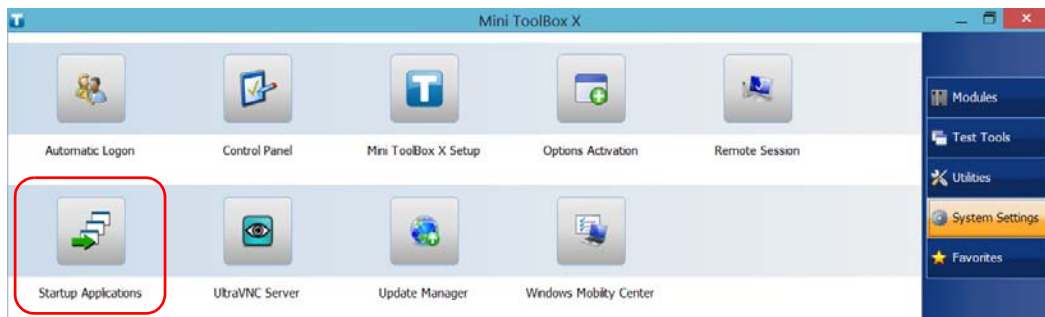 Mini ToolBox X
Automatic Logon
Control Panel
Mini ToolBox X Setup
Options Activation
Remote Session
Startup Applications
UltraVNC Server
Update Manager
Windows Mobility Center
Modules
Test Tools
Utilities
System Settings
Favorites